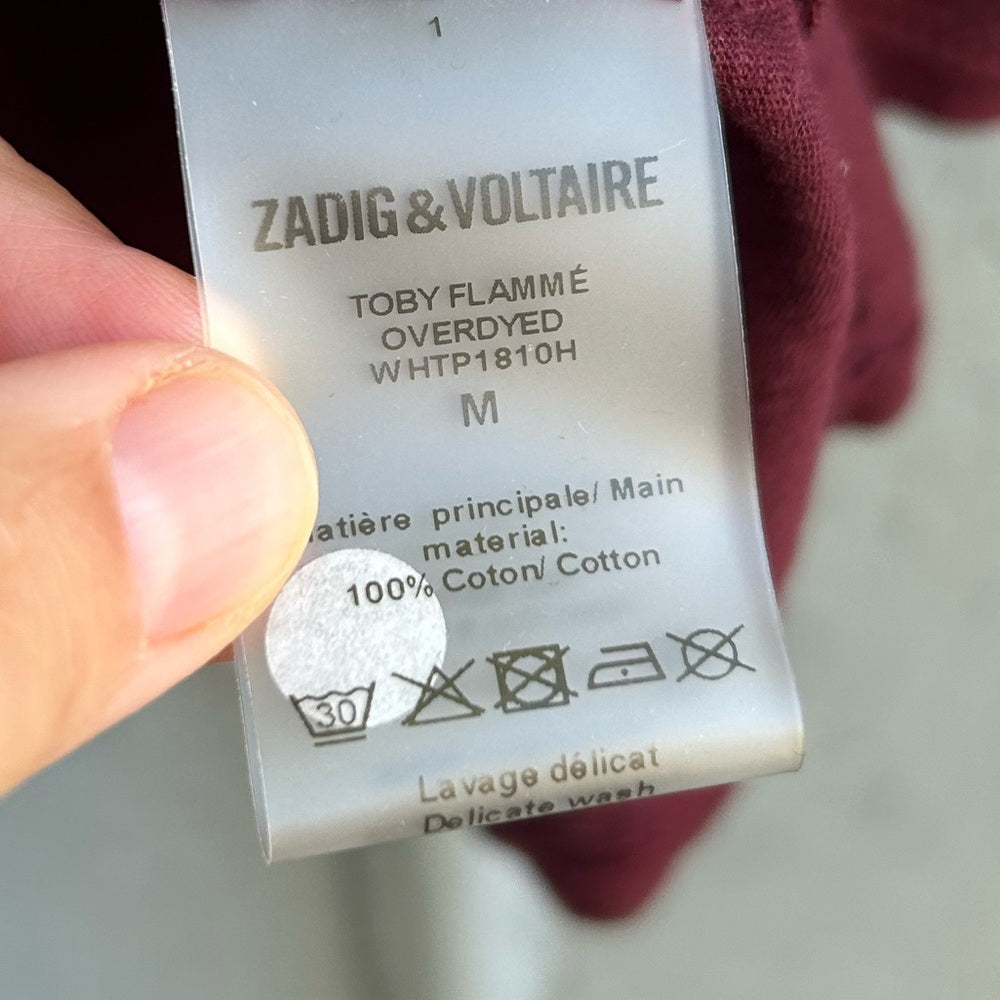 1
ZADIG & VOLTAIRE
TOBY FLAMMÉ
OVERDYED
WHTP1810H
M
atière principale/ Main
material:
100% Coton/ Cotton
30
Lavage délicat
Delicate wash